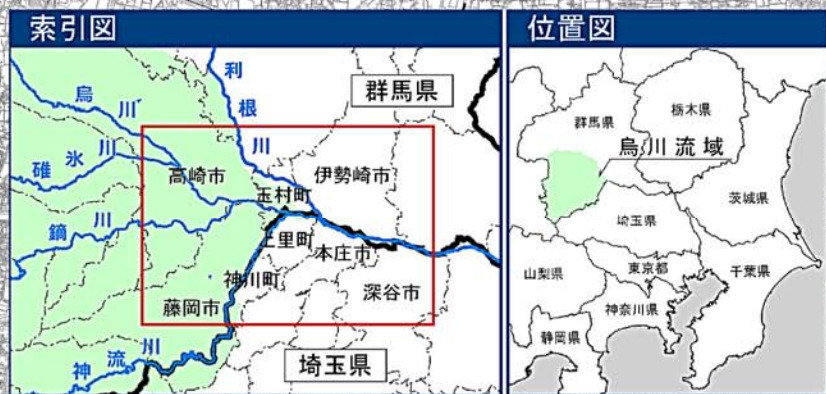 索引図
烏川
利根川
群馬県
碓氷川
高崎市
伊勢崎市
玉村町
鏑川
上里町
本庄市
神川町
藤岡市
深谷市
神流川
埼玉県
位置図
群馬県
栃木県
烏川流域
茨城県
埼玉県
山梨県
東京都
千葉県
神奈川県
静岡県